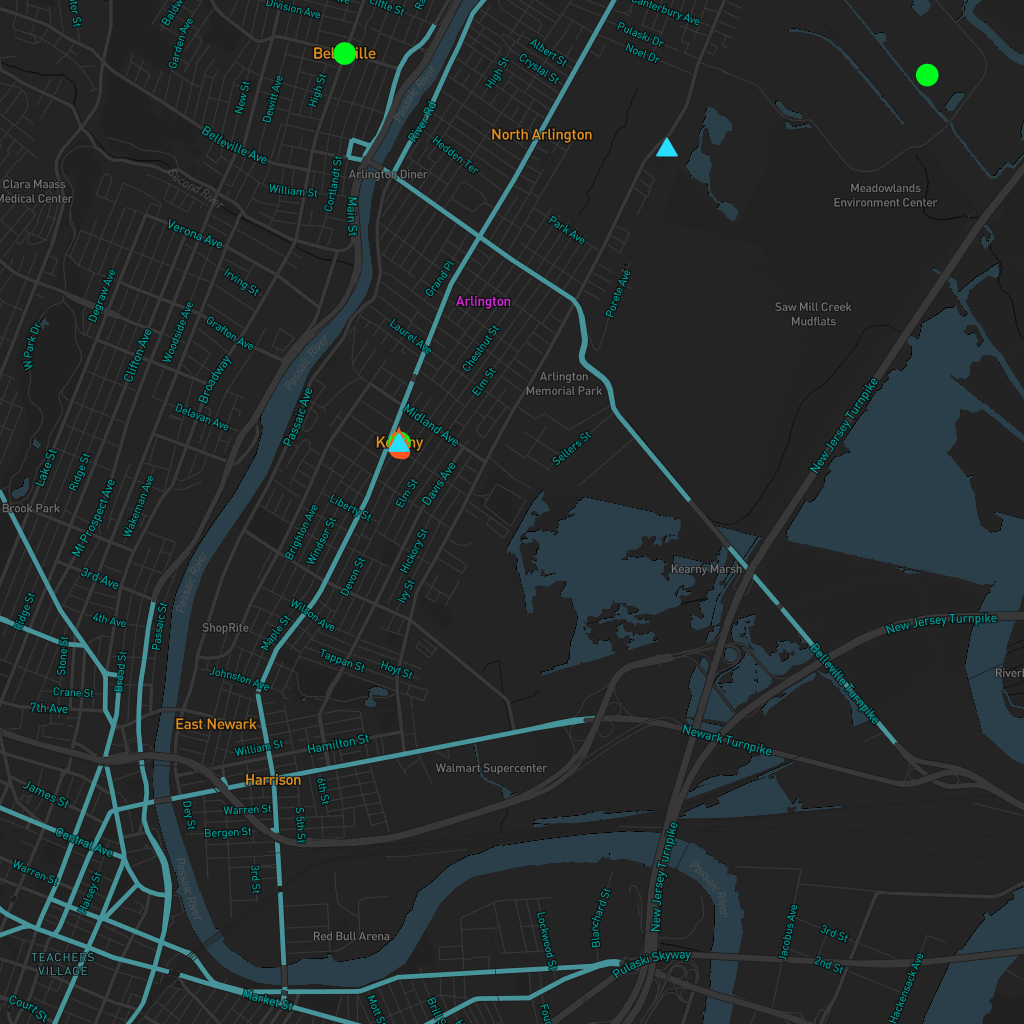 Division Ave
Little St
Canterbury Ave
Garden Ave
Belleville
Pulaski Dr
Albert St
Noel Dr
Crystal St
High St
New St
Dewitt Ave
High St
Passaic River
River Rd
North Arlington
Belleville Ave
Hedden Ter
Second River
Arlington Diner
Clara Maass
Medical Center
William St
Cortlandt St
Main St
Meadowlands
Environment Center
Verona Ave
Park Ave
Irving St
Grand Pl
Degraw Ave
Arlington
Porete Ave
Saw Mill Creek
Mudflats
W Park Dr
Clifton Ave
Woodside Ave
Grafton Ave
Laurel Ave
Chestnut St
Passaic River
Broadway
Elm St
Arlington
Memorial Park
New Jersey Turnpike
Delavan Ave
Passaic Ave
Midland Ave
Kearny
Sellers St
Lake St
Ridge St
Davis Ave
Elm St
Brook Park
Mt Prospect Ave
Wakeman Ave
Liberty St
Brighton Ave
Windsor St
Hickory St
3rd Ave
Passaic River
Devon St
Ivy St
Kearny Marsh
Ridge St
4th Ave
Passaic St
ShopRite
Wilson Ave
Maple St
New Jersey Turnpike
Stone St
Broad St
Tappan St
Hoyt St
Johnston Ave
Belleville Turnpike
Crane St
7th Ave
East Newark
Newark Turnpike
William St
Hamilton St
Harrison
Walmart Supercenter
James St
6th St
Dey St
Warren St
S 5th St
Bergen St
Central Ave
New Jersey Turnpike
Warren St
Halsey St
3rd St
Passaic River
Passaic River
Blanchard St
Lockwood St
Jacobus Ave
3rd St
Red Bull Arena
TEACHERS
VILLAGE
Pulaski Skyway
2nd St
Hackensack Ave
Market St
Court St
Mott St